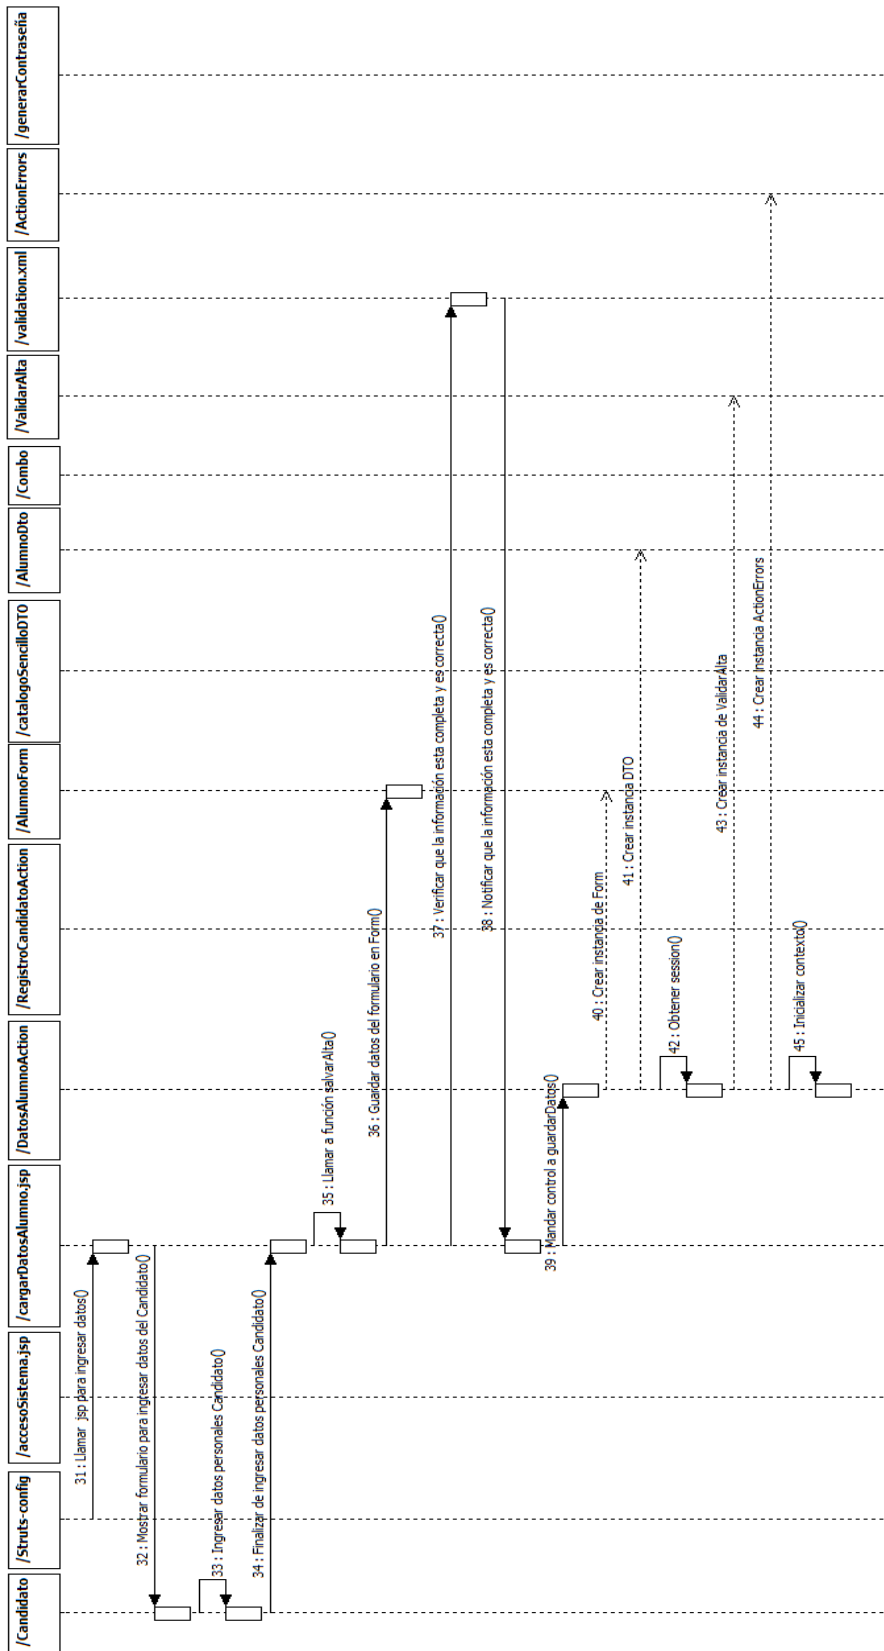 /Candidato
/Struts-config
/accesoSistema.jsp
/cargarDatosAlumno.jsp
/DatosAlumnoAction
/RegistroCandidatoAction
/AlumnoForm
/catalogoSencilloDTO
/AlumnoDto
/Combo
/ValidarAlta
/validation.xml
/ActionErrors
/generarContraseña
31 : Llamar jsp para ingresar datos()
32 : Mostrar formulario para ingresar datos del Candidato()
33 : Ingresar datos personales Candidato()
34 : Finalizar de ingresar datos personales Candidato()
35 : Llamar a función salvarAlta()
36 : Guardar datos del formulario en Form()
37 : Verificar que la información esta completa y es correcta()
38 : Notificar que la información esta completa y es correcta()
39 : Mandar control a guardarDatos()
40 : Crear instancia de Form
41 : Crear instancia DTO
42 : Obtener session()
43 : Crear instancia de ValidarAlta
44 : Crear instancia ActionErrors
45 : Inicializar contexto()